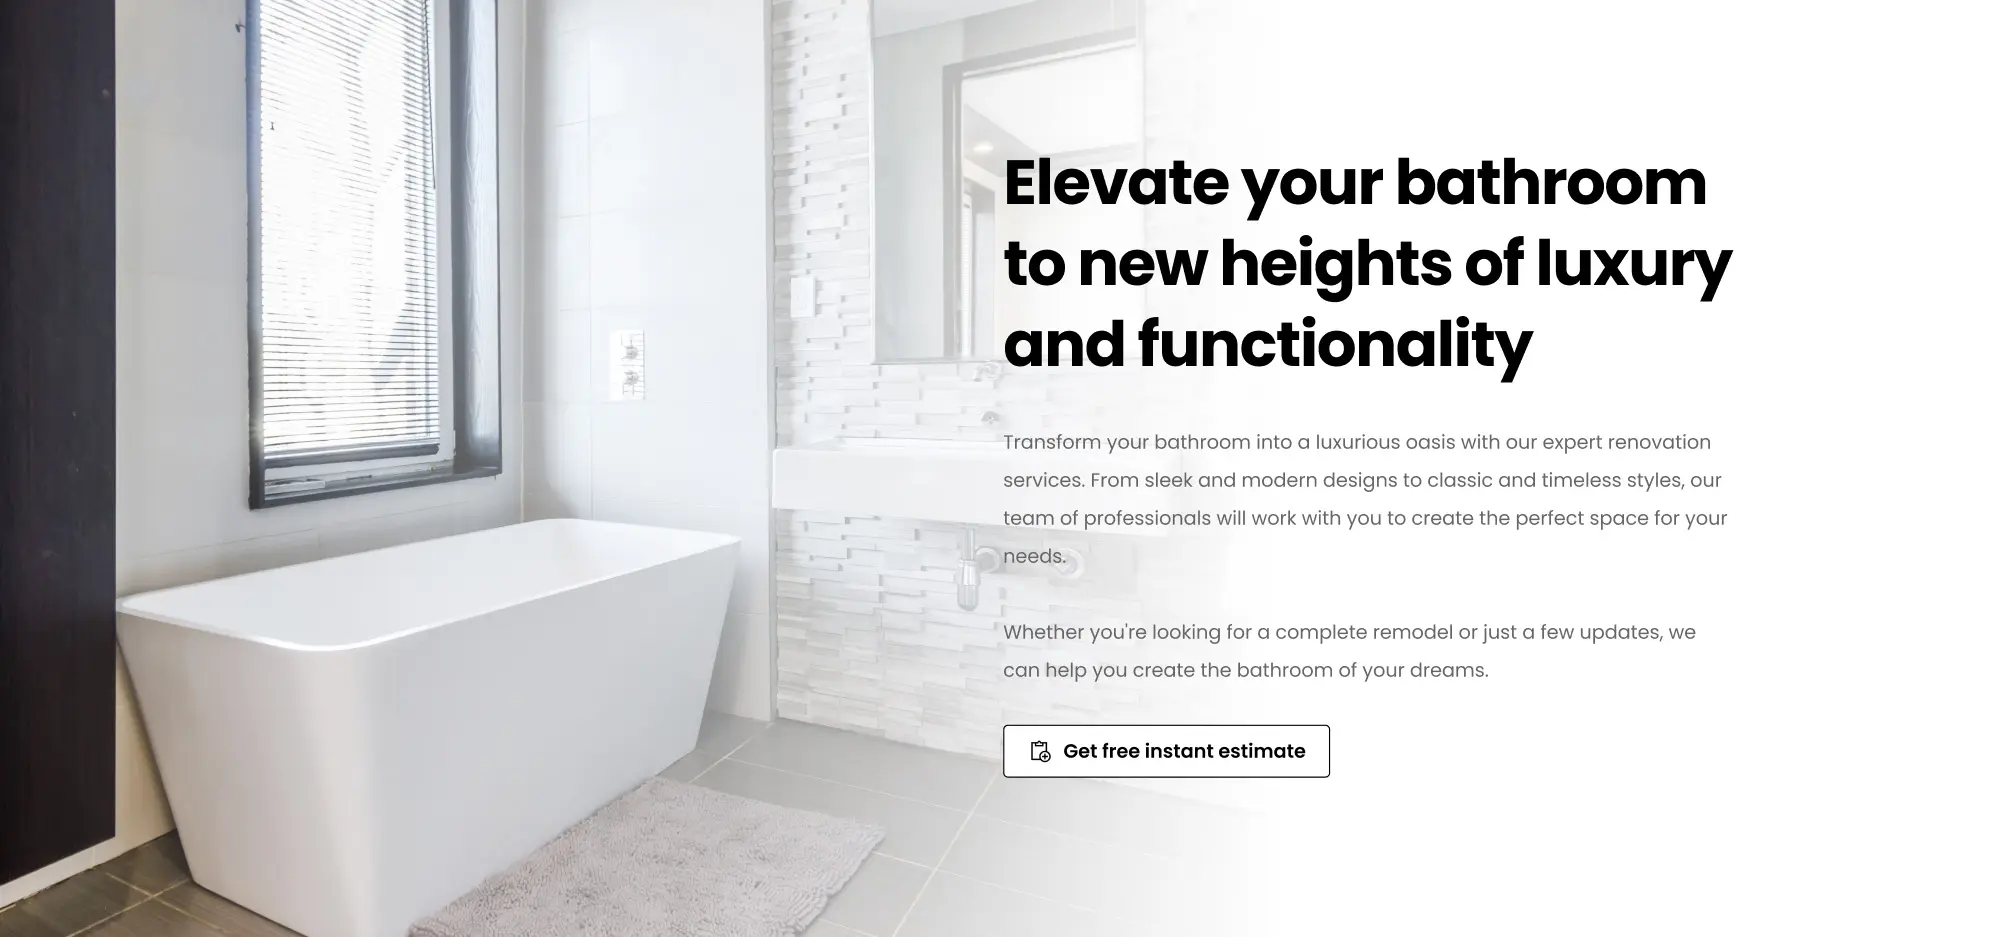 Elevate your bathroom
to new heights of luxury
and functionality
Transform your bathroom into a luxurious oasis with our expert renovation
services. From sleek and modern designs to classic and timeless styles, our
team of professionals will work with you to create the perfect space for your
needs.
Whether you're looking for a complete remodel or just a few updates, we
can help you create the bathroom of your dreams.
Get free instant estimate